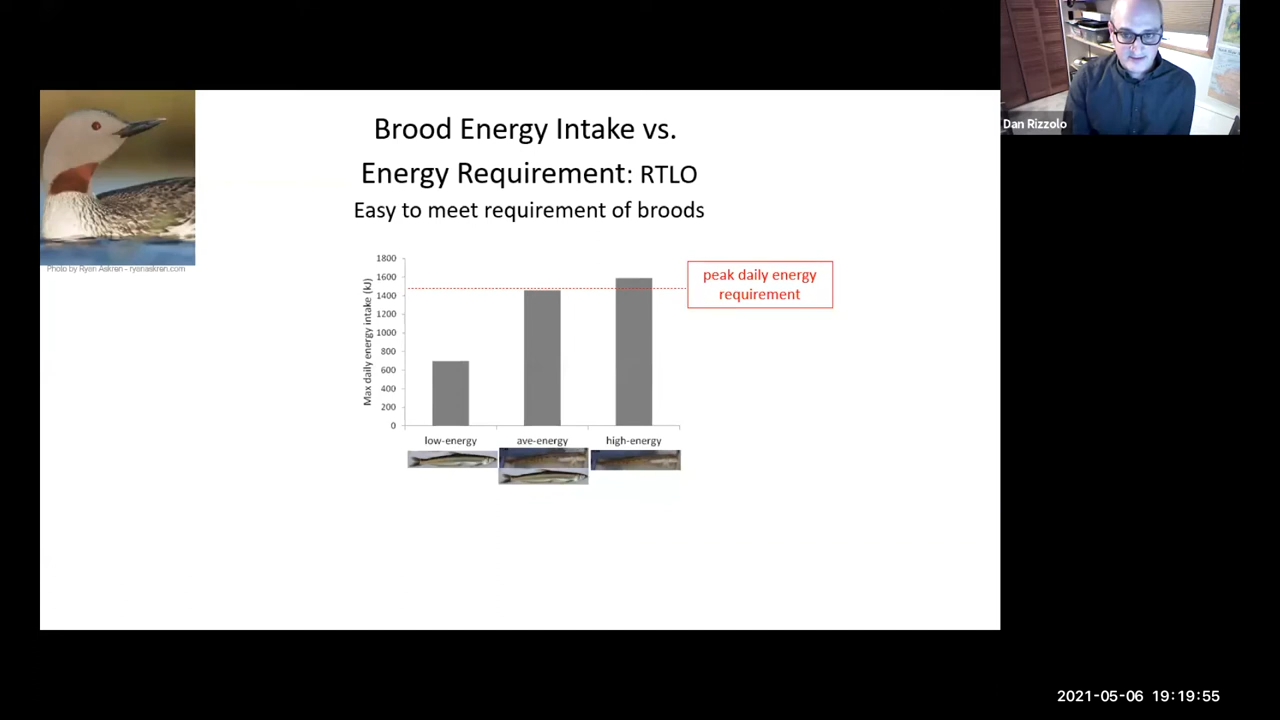 Dan Rizzolo
Brood Energy Intake vs.
Energy Requirement: RTLO
Easy to meet requirement of broods
Photo by Ryan Askren - ryanaskren.com
Max daily energy intake (kJ)
1800
1600
1400
1200
1000
800
600
400
200
0
peak daily energy
requirement
low-energy
ave-energy
high-energy
2021-05-06 19:19:55